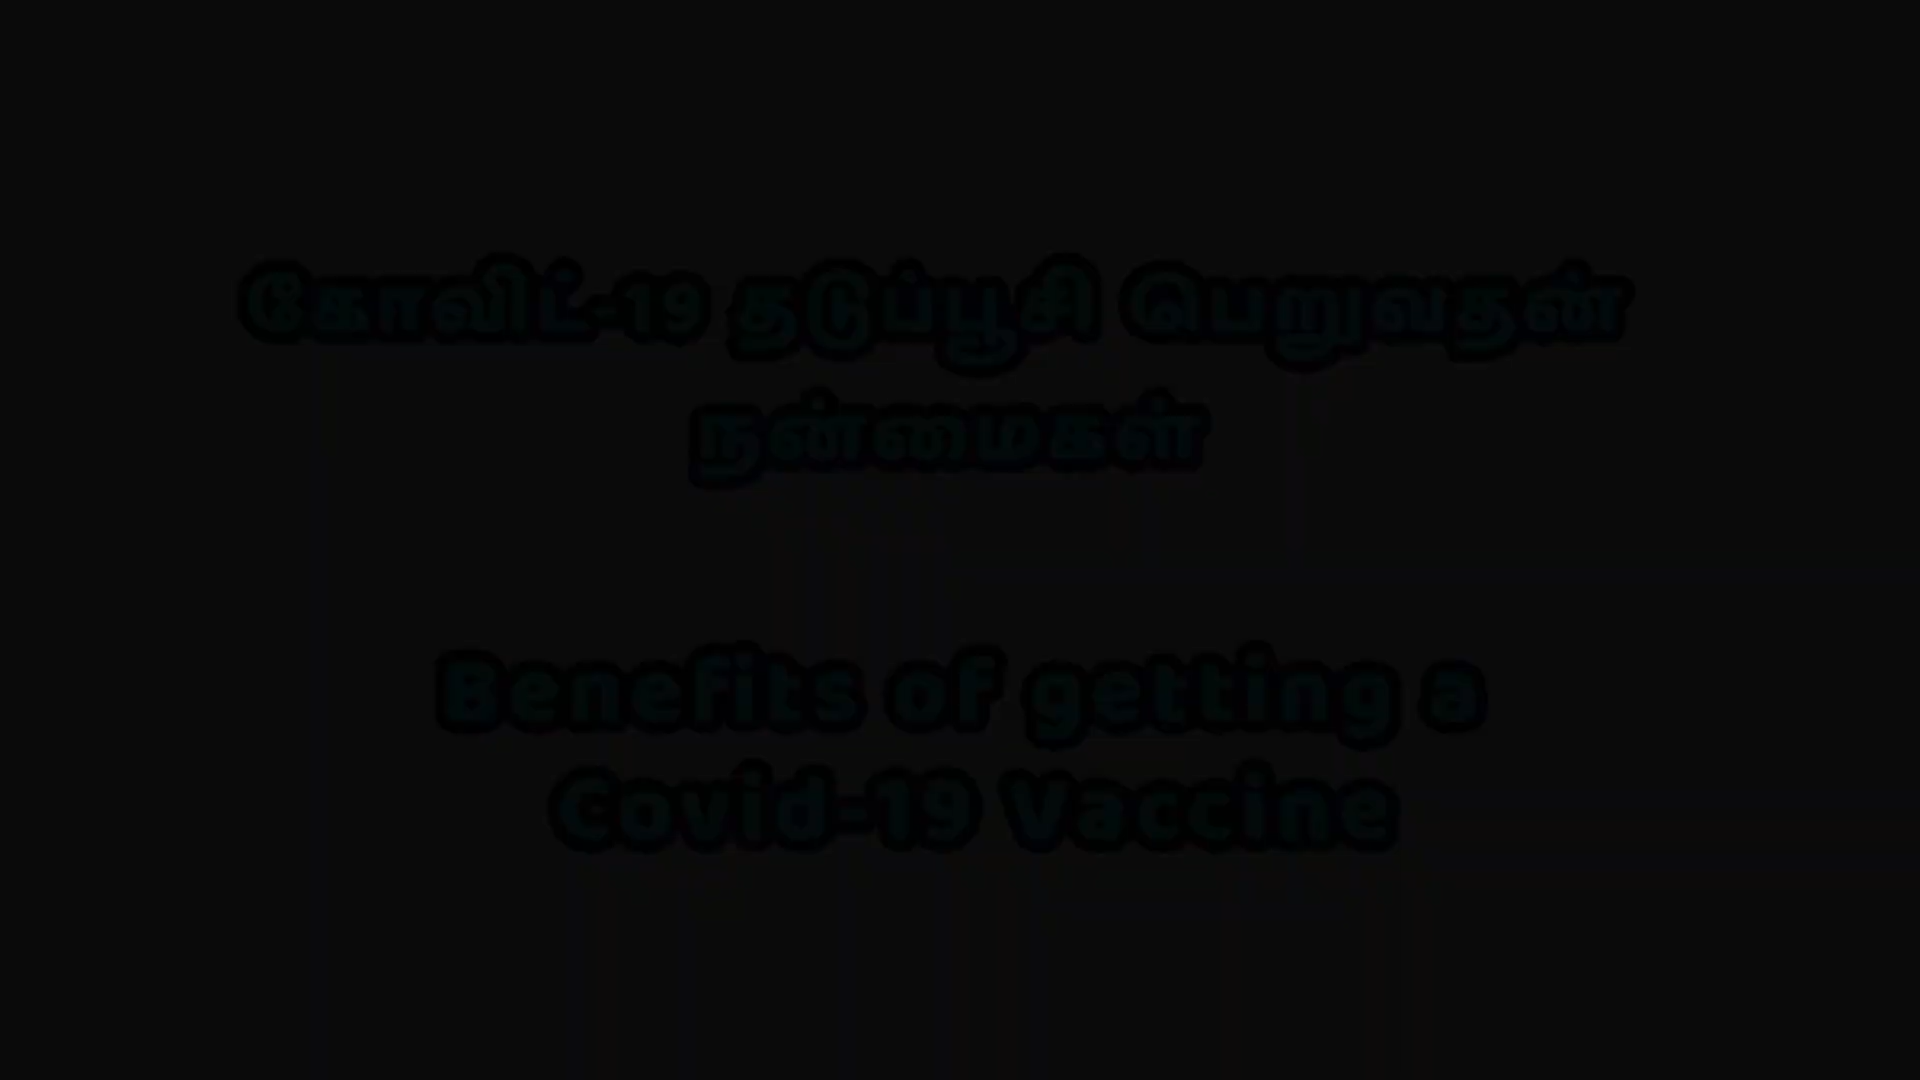 கோவிட்-19 தடுப்பூசி பெறுவதன்
நன்மைகள்
Benefits of getting a
Covid-19 Vaccine